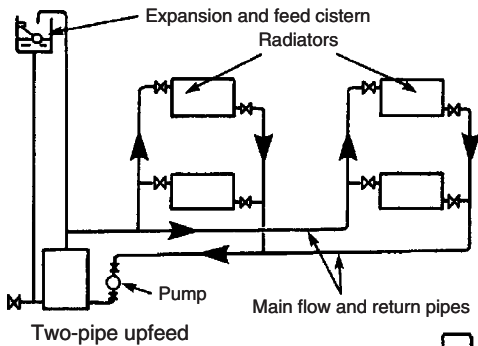 Expansion and feed cistern
Radiators
Pump
Main flow and return pipes
Two-pipe upfeed